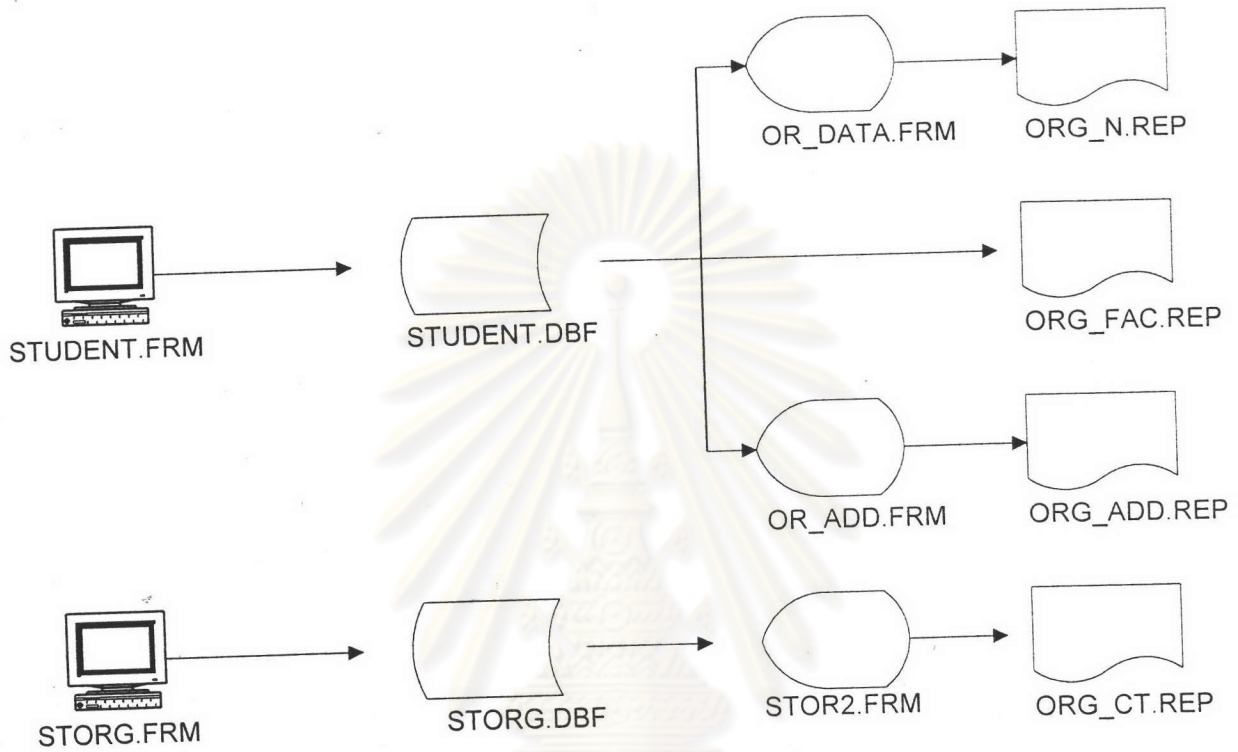 OR_DATA.FRM
ORG_N.REP
STUDENT.FRM
STUDENT.DBF
ORG_FAC.REP
OR_ADD.FRM
ORG_ADD.REP
STORG.FRM
STORG.DBF
STOR2.FRM
ORG_CT.REP